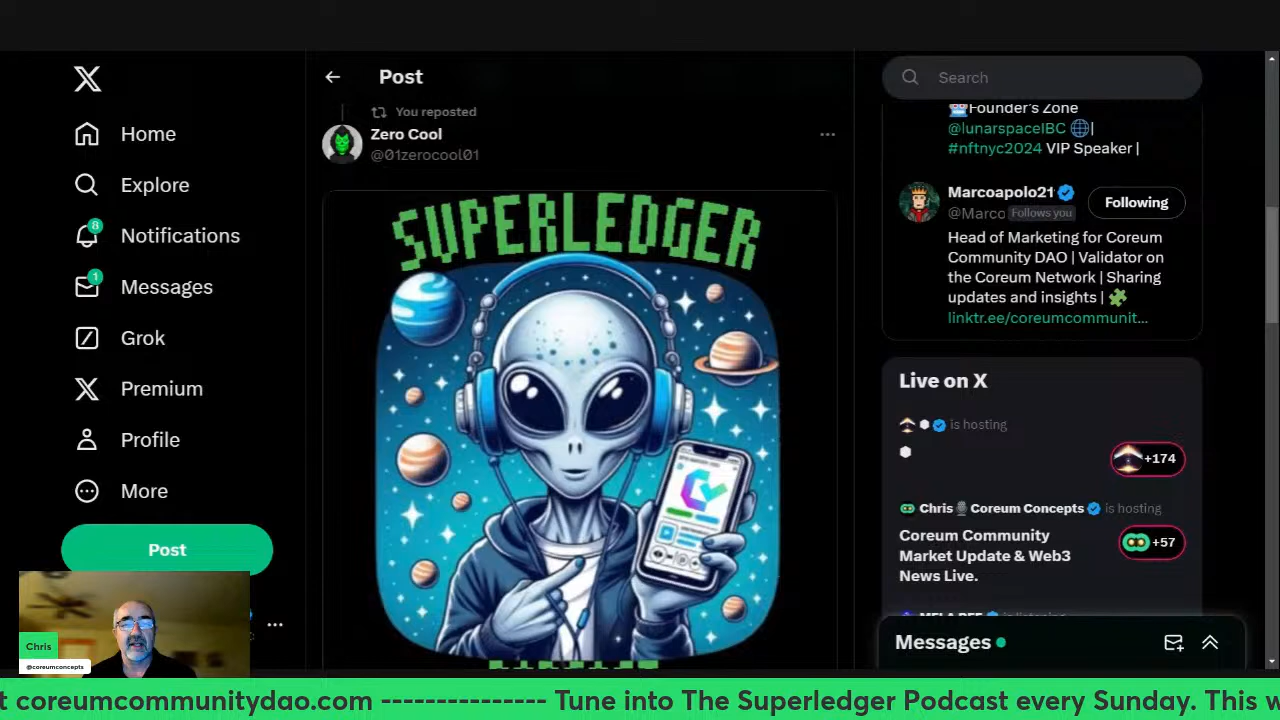 Post
Search
You reposted
Zero Cool
@01zerocool01
Home
Explore
8
Notifications
1
Messages
Grok
Premium
Profile
More
Post
SUPERLEDGER
Founder's Zone
@lunarspaceIBC |
#nftnyc2024 VIP Speaker |
Marcoapolo21
@Marco Follows you
Following
Head of Marketing for Coreum
Community DAO | Validator on
the Coreum Network | Sharing
updates and insights |
linktr.ee/coreumcommunit...
Live on X
is hosting
+174
Chris Coreum Concepts is hosting
Coreum Community
Market Update & Web3
News Live.
+57
Messages
Chris
@coreumconcepts
t coreumcommunitydao.com --------------- Tune into The Superledger Podcast every Sunday. This w